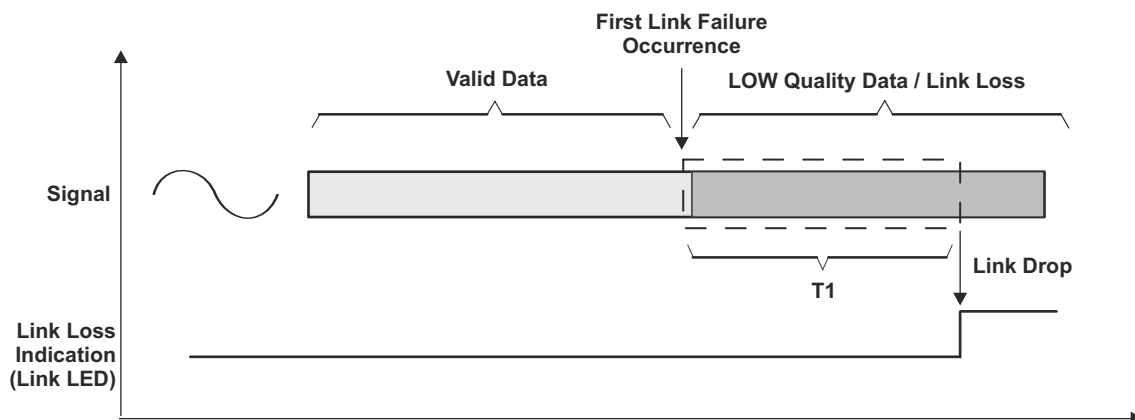 First Link Failure
Occurrence
Valid Data
LOW Quality Data / Link Loss
Signal
T1
Link Drop
Link Loss
Indication
(Link LED)